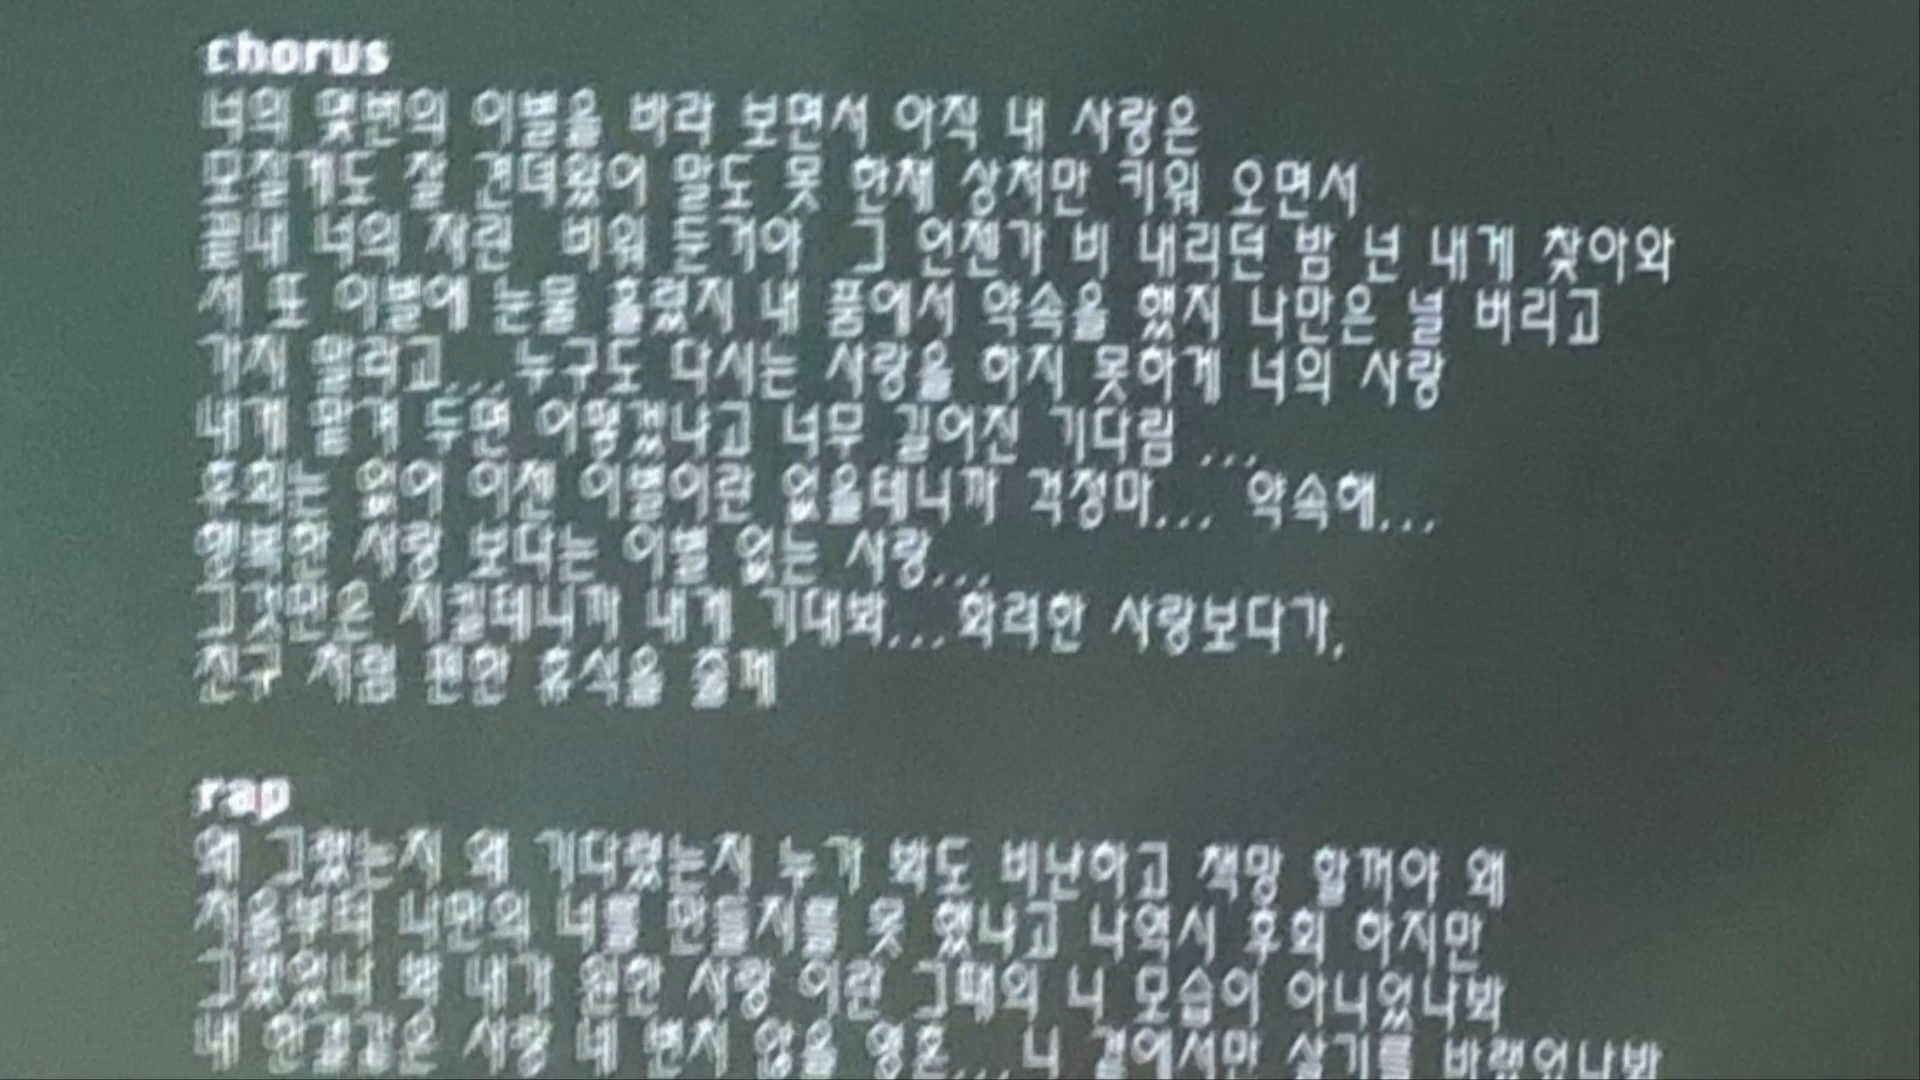 chorus
너의 몇번의 이별을 바라 보면서 아직 내 사랑은
모질게도 잘 견뎌왔어 말도 못 한채 상처만 키워 오면서
끝내 너의 자린 비워 둔거야 그 언젠가 비 내리던 밤 넌 내게 찾아와
서 또 이별에 눈물 흘렸지 내 품에서 약속을 했지 나만은 널 버리고
가지 말라고... 누구도 다시는 사랑을 하지 못하게 너의 사랑
내게 맡겨 두면 어떻겠냐고 너무 길어진 기다림 ...
후회는 없어 이젠 이별이란 없을테니까 걱정마... 약속해...
행복한 사랑 보다는 이별 없는 사랑...
그것만은 지킬테니까 내게 기대봐... 화려한 사랑보다가,
친구 처럼 편한 휴식을 줄께
rap
왜 그랬는지 왜 기다렸는지 누가 봐도 비난하고 책망 할꺼야 왜
처음부터 나만의 너를 만들지를 못 했냐고 나역시 후회 하지만
그랬었나 봐 내가 원한 사랑 이란 그때의 니 모습이 아니었나봐
내 한결같은 사랑 내 변치 않을 영혼... 니 곁에서만 살기를 바랬었나봐